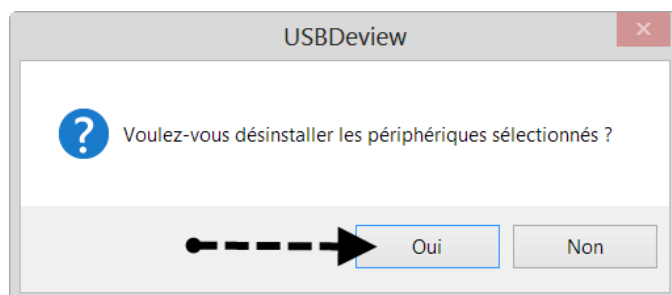 USBDeview
Voulez-vous désinstaller les périphériques sélectionnés ?
Oui
Non